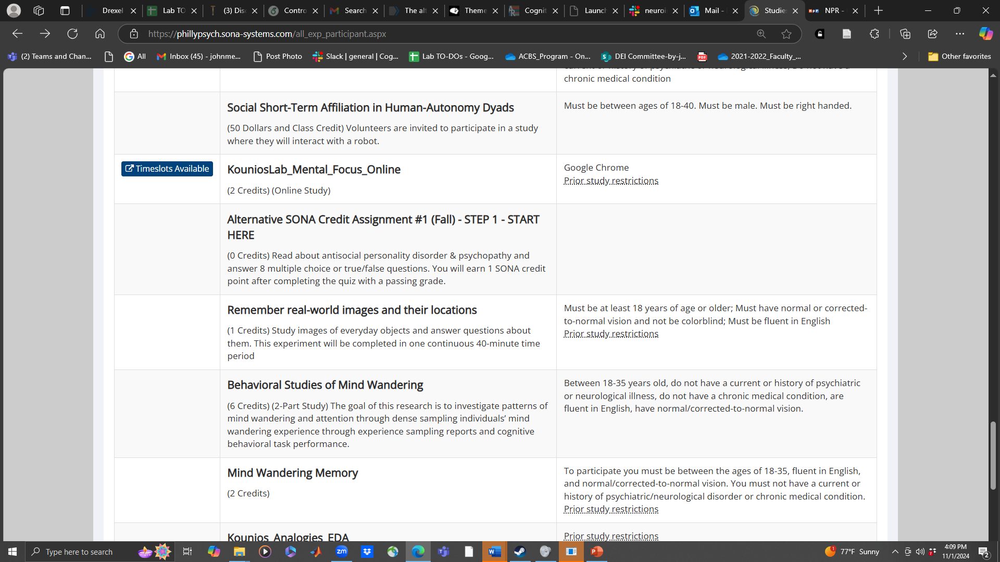 Drexel
Lab TO
(3) Disc
Contro
Search
The alt
Theme
Cognit
Launch
neuroi
Mail -
Studie
NPR -
https://phillypsych.sona-systems.com/all_exp_participant.aspx
(2) Teams and Chan...
All
Inbox (45) - johnme...
Post Photo
Slack | general | Cog...
Lab TO-DOs - Goog...
ACBS_Program - On...
DEI Committee-by-j...
2021-2022_Faculty_...
Other favorites
chronic medical condition
Social Short-Term Affiliation in Human-Autonomy Dyads
(50 Dollars and Class Credit) Volunteers are invited to participate in a study
where they will interact with a robot.
Must be between ages of 18-40. Must be male. Must be right handed.
Timeslots Available
KouniosLab_Mental_Focus_Online
(2 Credits) (Online Study)
Google Chrome
Prior study restrictions
Alternative SONA Credit Assignment #1 (Fall) - STEP 1 - START
HERE
(0 Credits) Read about antisocial personality disorder & psychopathy and
answer 8 multiple choice or true/false questions. You will earn 1 SONA credit
point after completing the quiz with a passing grade.
Remember real-world images and their locations
(1 Credits) Study images of everyday objects and answer questions about
them. This experiment will be completed in one continuous 40-minute time
period
Must be at least 18 years of age or older; Must have normal or corrected-
to-normal vision and not be colorblind; Must be fluent in English
Prior study restrictions
Behavioral Studies of Mind Wandering
(6 Credits) (2-Part Study) The goal of this research is to investigate patterns of
mind wandering and attention through dense sampling individuals’ mind
wandering experience through experience sampling reports and cognitive
behavioral task performance.
Between 18-35 years old, do not have a current or history of psychiatric
or neurological illness, do not have a chronic medical condition, are
fluent in English, have normal/corrected-to-normal vision.
Mind Wandering Memory
(2 Credits)
To participate you must be between the ages of 18-35, fluent in English,
and normal/corrected-to-normal vision. You must not have a current or
history of psychiatric/neurological disorder or chronic medical condition.
Prior study restrictions
Kounios_Analogies_EDA
Prior study restrictions
Type here to search
77°F Sunny
4:09 PM
11/1/2024
2